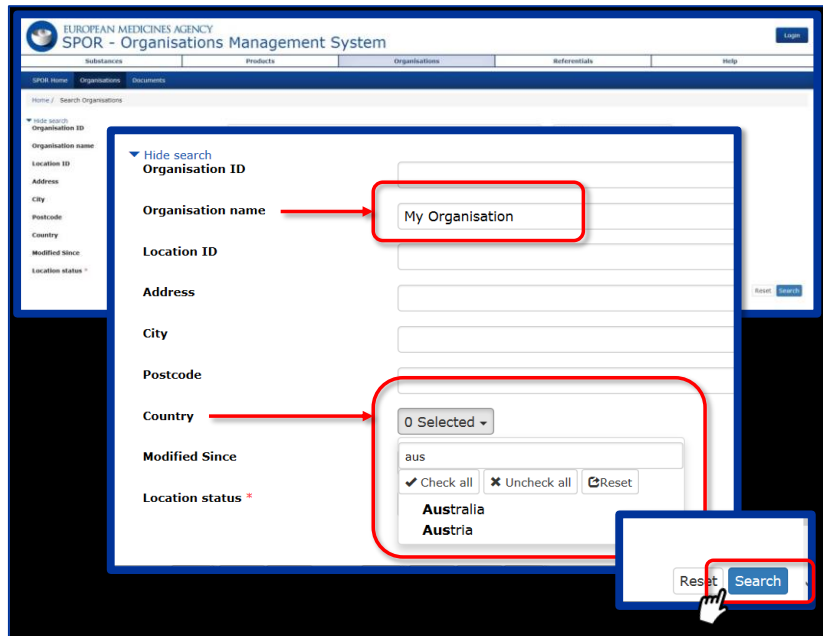 EUROPEAN MEDICINES AGENCY
SPOR - Organisations Management System
Login
Substances Products Organisations Referentials Help
SPOR Home Organisations Documents
Home / Search Organisations
Hide search
Organisation ID
Organisation name
Location ID
Address
City
Postcode
Country
Modified Since
Location status *
Reset Search
Hide search
Organisation ID
Organisation name My Organisation
Location ID
Address
City
Postcode
Country 0 Selected
Modified Since aus
Check all Uncheck all Reset
Location status *
Australia
Austria
Reset Search